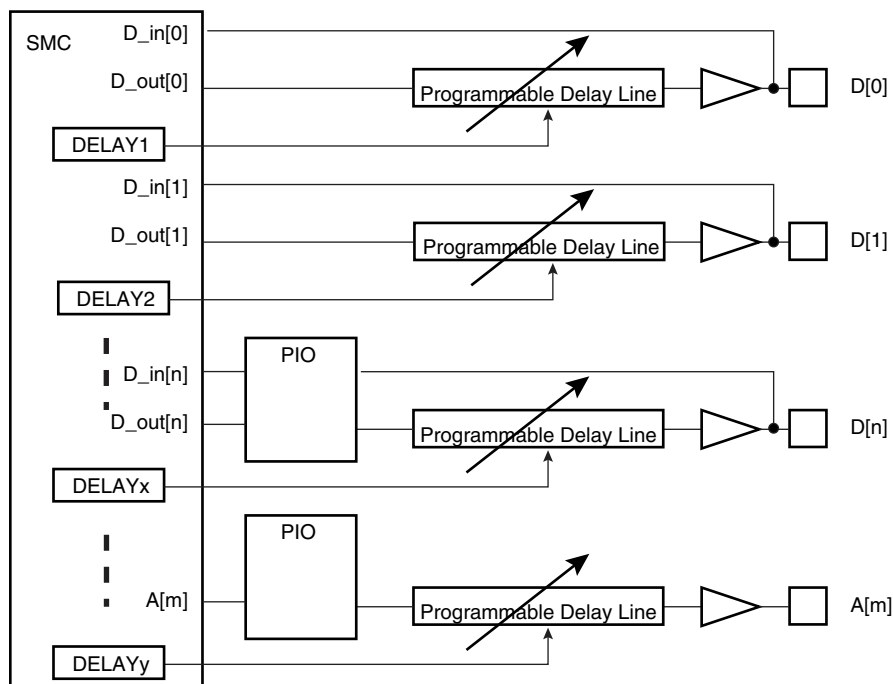 SMC
D_in[0]
D_out[0]
Programmable Delay Line
D[0]
DELAY1
D_in[1]
D_out[1]
Programmable Delay Line
D[1]
DELAY2
PIO
D_in[n]
D_out[n]
Programmable Delay Line
D[n]
DELAYx
PIO
A[m]
Programmable Delay Line
A[m]
DELAYy